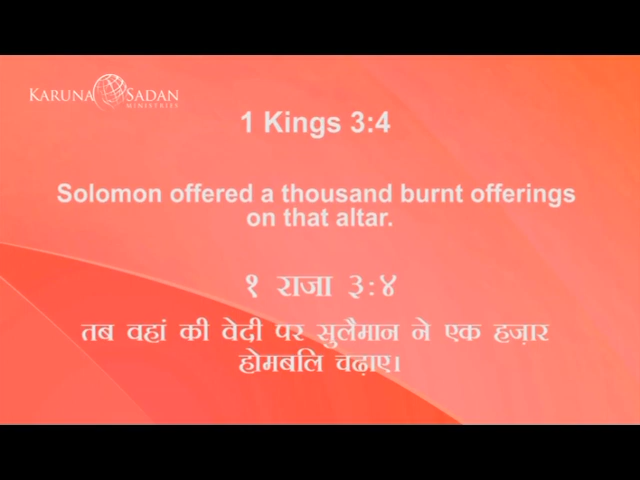 KARUNA SADAN
MINISTRIES
1 Kings 3:4
Solomon offered a thousand burnt offerings
on that altar.
१ राजा ३:४
तब वहां की वेदी पर सुलैमान ने एक हज़ार
होमबलि चढ़ाए।